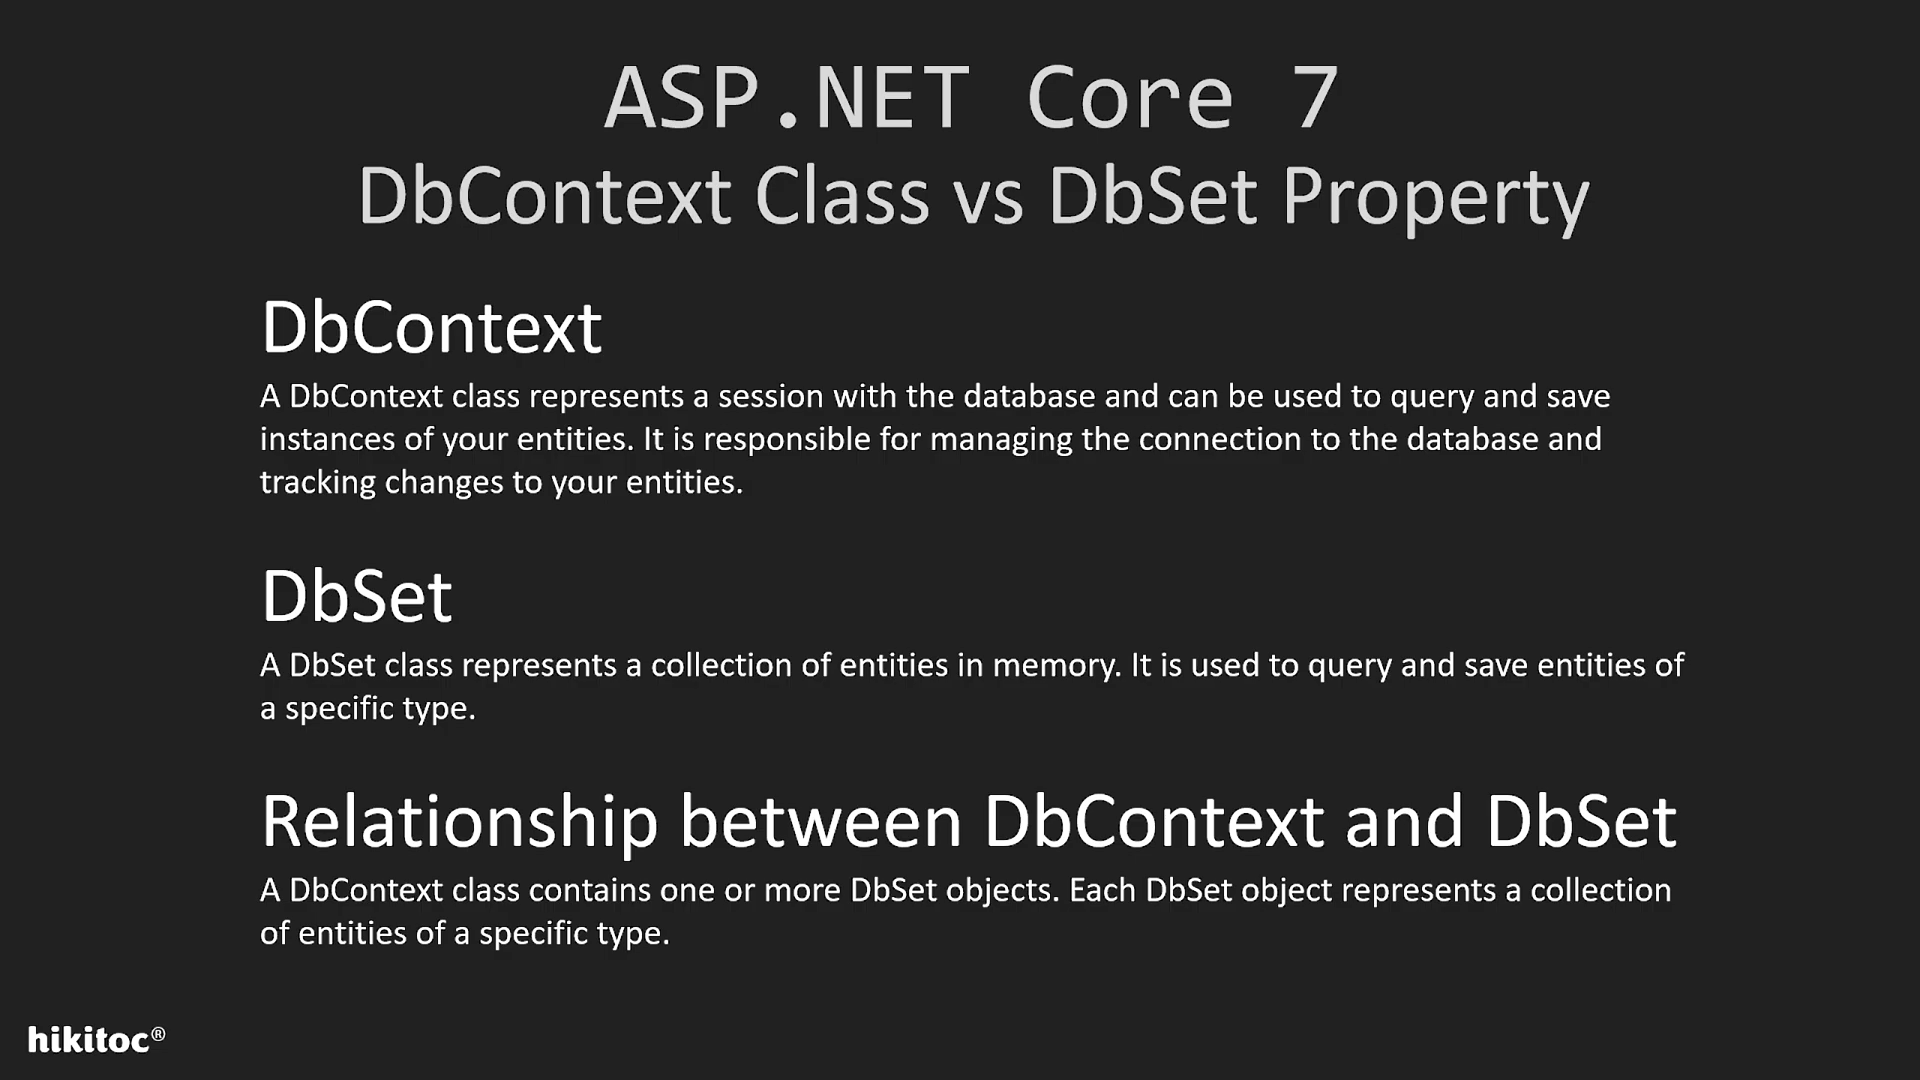 ASP.NET Core 7
DbContext Class vs DbSet Property
DbContext
A DbContext class represents a session with the database and can be used to query and save
instances of your entities. It is responsible for managing the connection to the database and
tracking changes to your entities.
DbSet
A DbSet class represents a collection of entities in memory. It is used to query and save entities of
a specific type.
Relationship between DbContext and DbSet
A DbContext class contains one or more DbSet objects. Each DbSet object represents a collection
of entities of a specific type.
hikitoc®